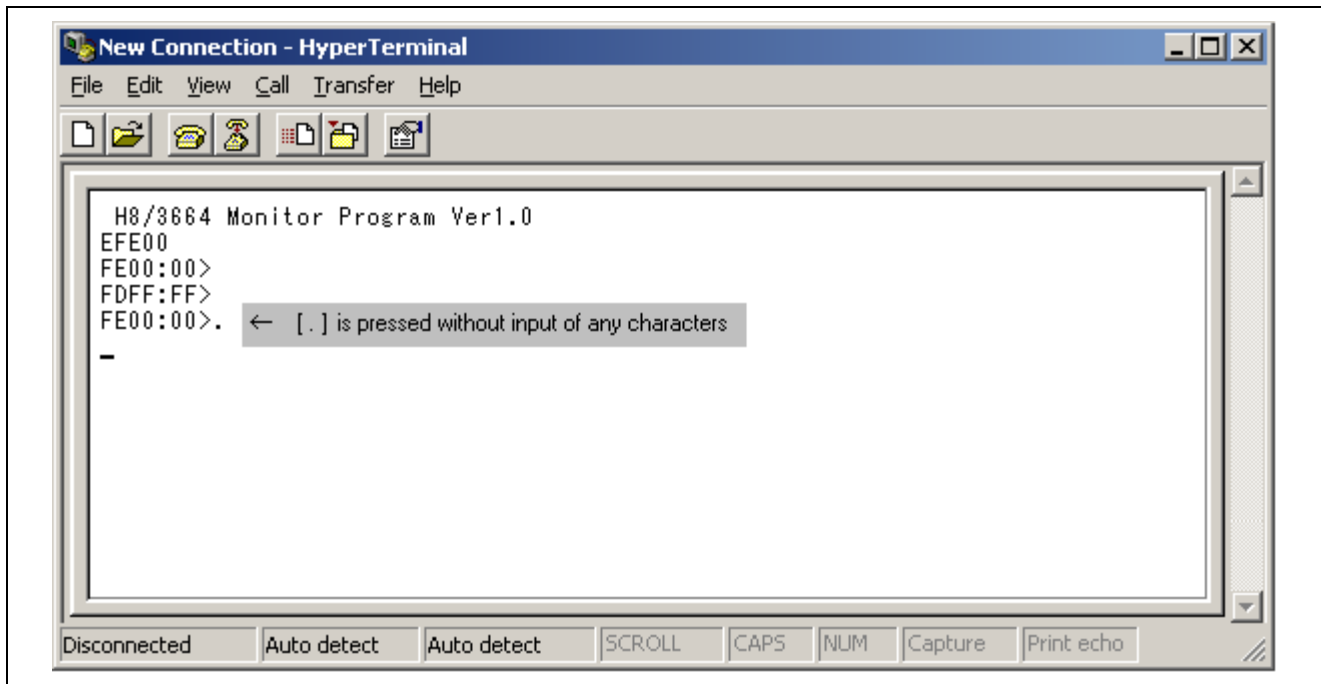 New Connection - HyperTerminal
File Edit View Call Transfer Help
H8/3664 Monitor Program Ver1.0
EFE00
FE00:00>
FDFF:FF>
FE00:00>. ← [ . ] is pressed without input of any characters
Disconnected Auto detect Auto detect SCROLL CAPS NUM Capture Print echo